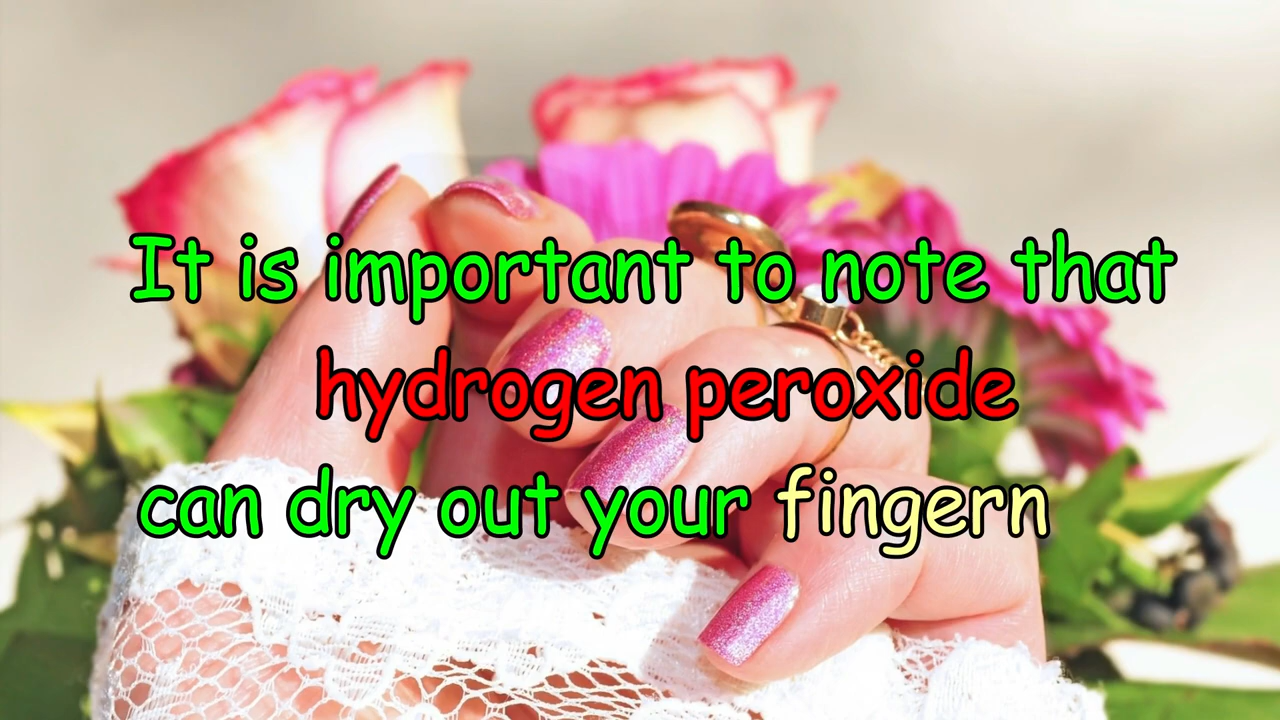 It is important to note that
hydrogen peroxide
can dry out your fingern